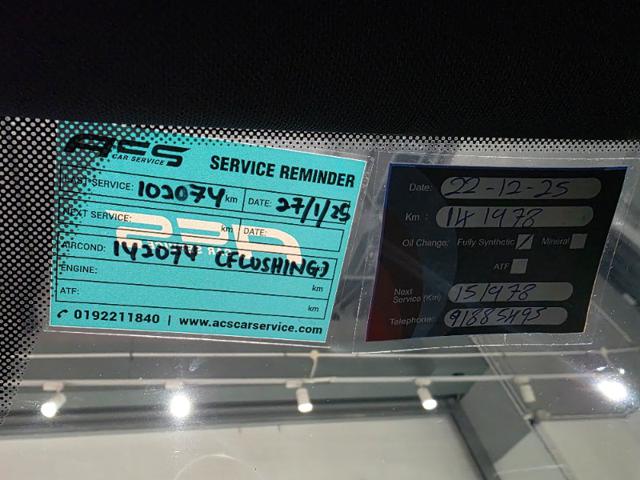 ACS
CAR SERVICE
SERVICE REMINDER
LAST SERVICE: 102074 km DATE: 27/1/25
NEXT SERVICE: km DATE:
AIRCOND: 142074 (FLUSHING)
ENGINE: km
ATF: km
0192211840 | www.acscarservice.com
Date: 22-12-25
Km : 141978
Oil Change: Fully Synthetic Mineral
ATF
Next
Service (Km) 151978
Telephone: 91885495